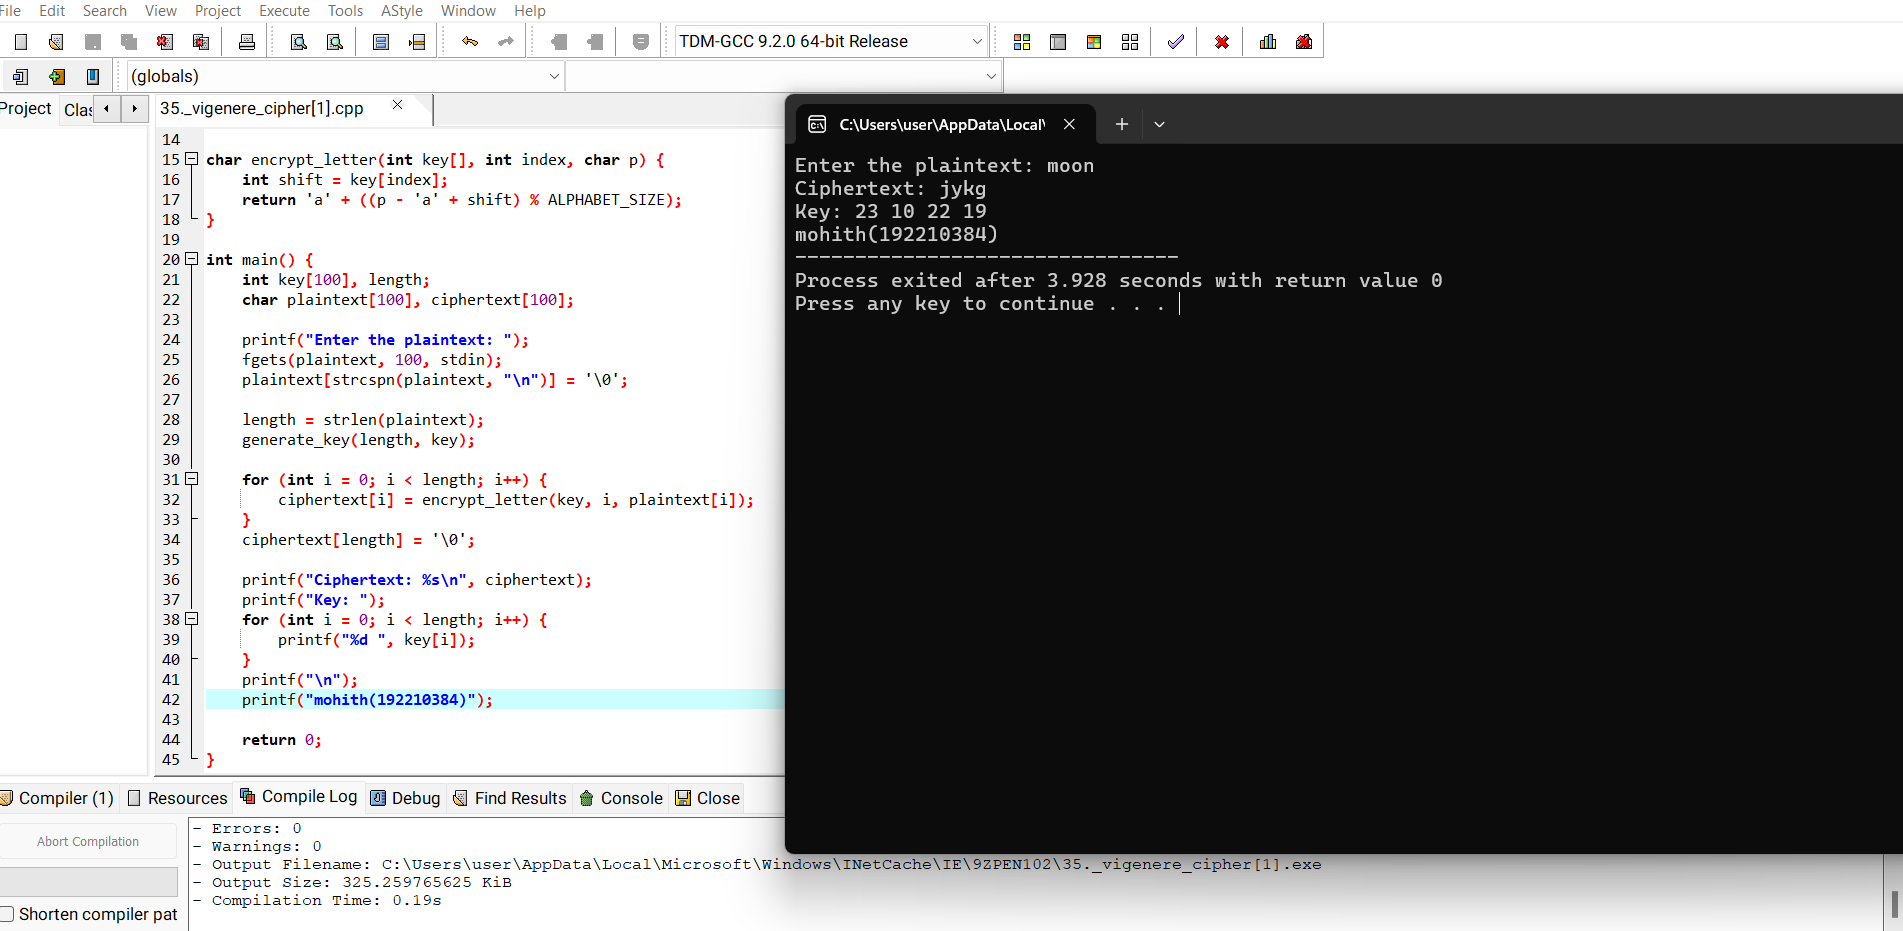 File Edit Search View Project Execute Tools AStyle Window Help
TDM-GCC 9.2.0 64-bit Release
(globals)
Project Clas
35._vigenere_cipher[1].cpp
14
15 char encrypt_letter(int key[], int index, char p) {
16 int shift = key[index];
17 return 'a' + ((p - 'a' + shift) % ALPHABET_SIZE);
18 }
19
20 int main() {
21 int key[100], length;
22 char plaintext[100], ciphertext[100];
23
24 printf("Enter the plaintext: ");
25 fgets(plaintext, 100, stdin);
26 plaintext[strcspn(plaintext, "\n")] = '\0';
27
28 length = strlen(plaintext);
29 generate_key(length, key);
30
31 for (int i = 0; i < length; i++) {
32 ciphertext[i] = encrypt_letter(key, i, plaintext[i]);
33 }
34 ciphertext[length] = '\0';
35
36 printf("Ciphertext: %s\n", ciphertext);
37 printf("Key: ");
38 for (int i = 0; i < length; i++) {
39 printf("%d ", key[i]);
40 }
41 printf("\n");
42 printf("mohith(192210384)");
43
44 return 0;
45 }
C:\Users\user\AppData\Local\
Enter the plaintext: moon
Ciphertext: jykg
Key: 23 10 22 19
mohith(192210384)
--------------------------------
Process exited after 3.928 seconds with return value 0
Press any key to continue . . .
Compiler (1) Resources Compile Log Debug Find Results Console Close
Abort Compilation
Shorten compiler pat
- Errors: 0
- Warnings: 0
- Output Filename: C:\Users\user\AppData\Local\Microsoft\Windows\INetCache\IE\9ZPEN102\35._vigenere_cipher[1].exe
- Output Size: 325.259765625 KiB
- Compilation Time: 0.19s